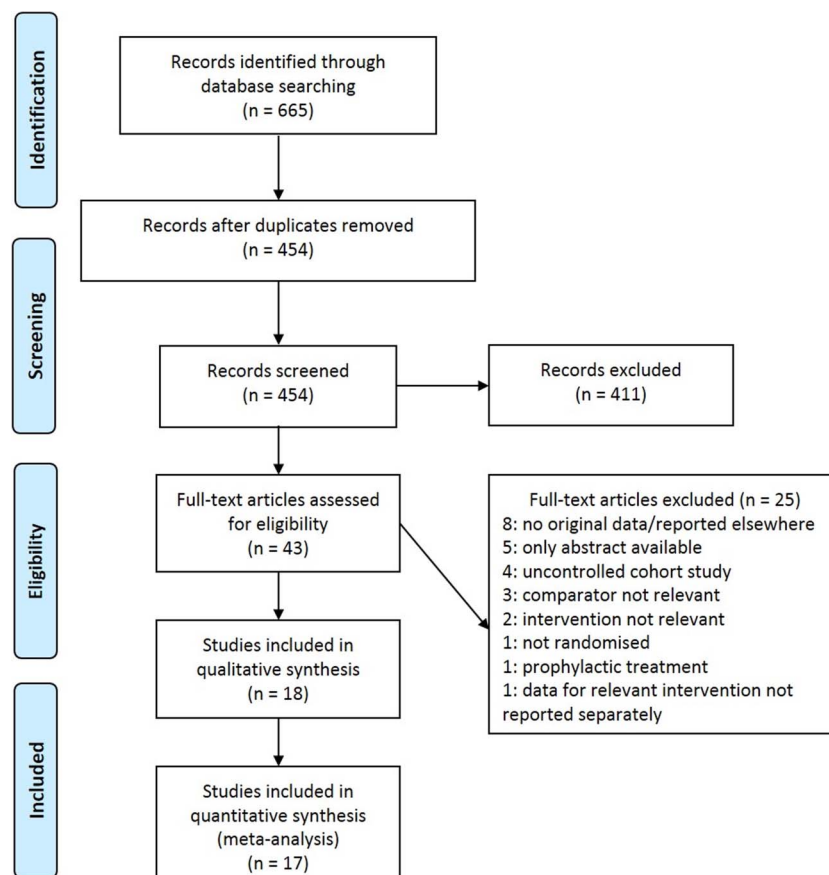 Identification
Records identified through
database searching
(n = 665)
Records after duplicates removed
(n = 454)
Screening
Records screened
(n = 454)
Records excluded
(n = 411)
Eligibility
Full-text articles assessed
for eligibility
(n = 43)
Full-text articles excluded (n = 25)
8: no original data/reported elsewhere
5: only abstract available
4: uncontrolled cohort study
3: comparator not relevant
2: intervention not relevant
1: not randomised
1: prophylactic treatment
1: data for relevant intervention not
reported separately
Studies included in
qualitative synthesis
(n = 18)
Included
Studies included in
quantitative synthesis
(meta-analysis)
(n = 17)